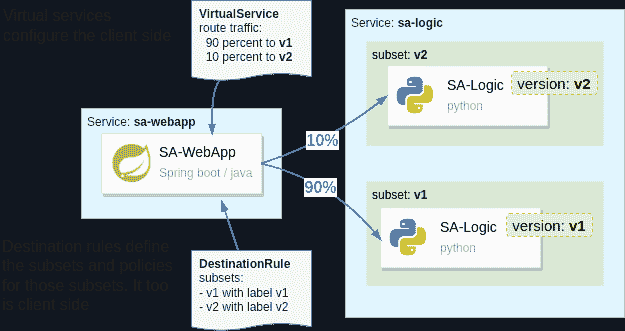 Virtual services
configure the client side
VirtualService
route traffic:
90 percent to v1
10 percent to v2
Service: sa-webapp
SA-WebApp
Spring boot / java
10%
90%
Service: sa-logic
subset: v2
SA-Logic
version: v2
python
subset: v1
SA-Logic
version: v1
python
Destination rules define
the subsets and policies
for those subsets. It too
is client side
DestinationRule
subsets:
- v1 with label v1
- v2 with label v2